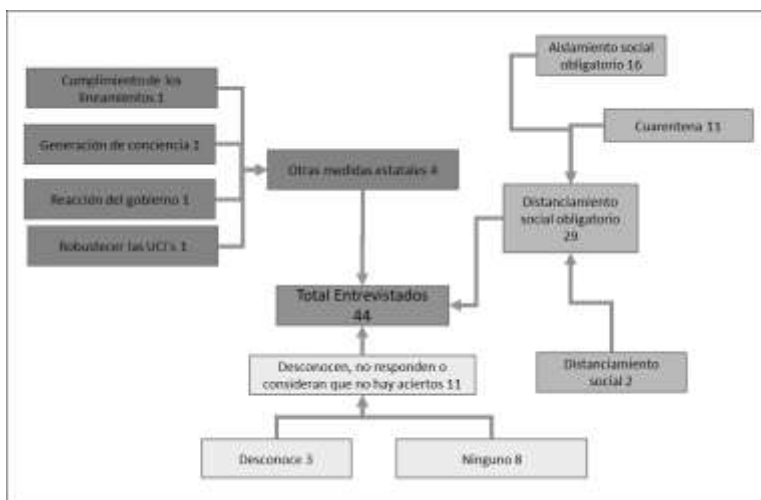 Aislamiento social
obligatorio 16
Cumplimiento de los
lineamientos 1
Cuarentena 11
Generación de conciencia 1
Otras medidas estatales 4
Reacción del gobierno 1
Distanciamiento
social obligatorio
29
Robustecer las UCI's 1
Total Entrevistados
44
Desconocen, no responden o
consideran que no hay aciertos 11
Distanciamiento
social 2
Desconoce 3
Ninguno 8